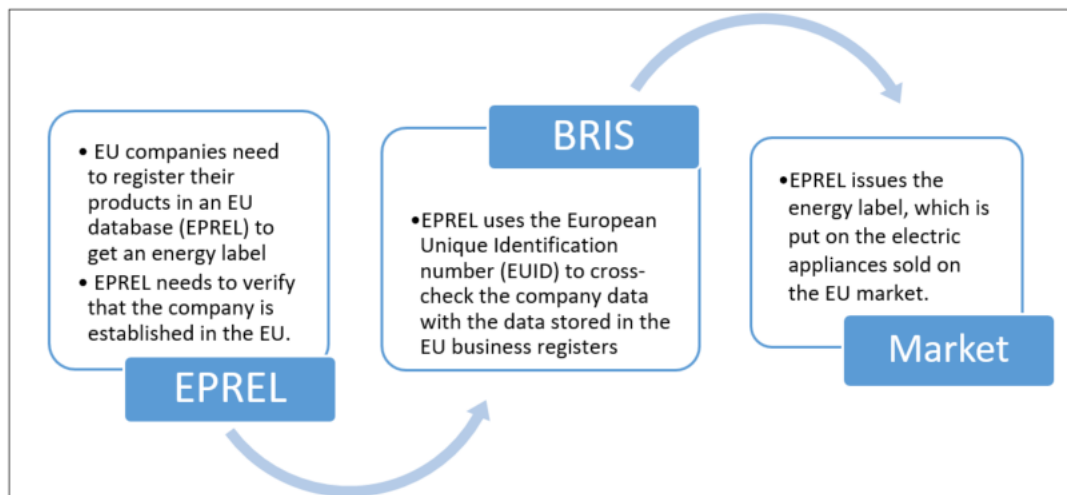 • EU companies need
to register their
products in an EU
database (EPREL) to
get an energy label
• EPREL needs to verify
that the company is
established in the EU.
EPREL
BRIS
•EPREL uses the European
Unique Identification
number (EUID) to cross-
check the company data
with the data stored in the
EU business registers
•EPREL issues the
energy label, which is
put on the electric
appliances sold on
the EU market.
Market